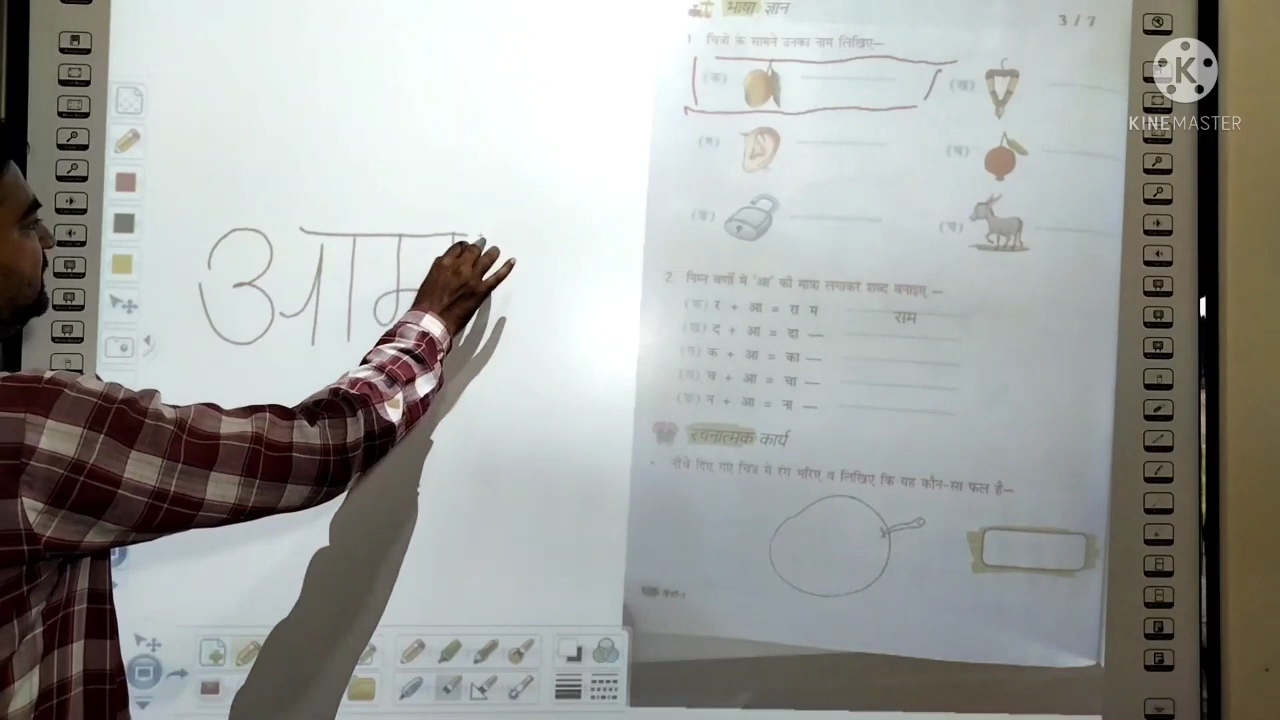 आम
भाषा ज्ञान
3 / 7
1 चित्रों के सामने उनका नाम लिखिए—
(क) (ख)
(ग) (घ)
(ङ) (च)
2. निम्न वर्णों में 'आ' की मात्रा लगाकर शब्द बनाइए —
(क) र + आ = रा म राम
(ख) द + आ = दा —
(ग) क + आ = का —
(घ) च + आ = चा —
(ङ) न + आ = ना —
रचनात्मक कार्य
• नीचे दिए गए चित्र में रंग भरिए व लिखिए कि यह कौन-सा फल है—
K
KINEMASTER